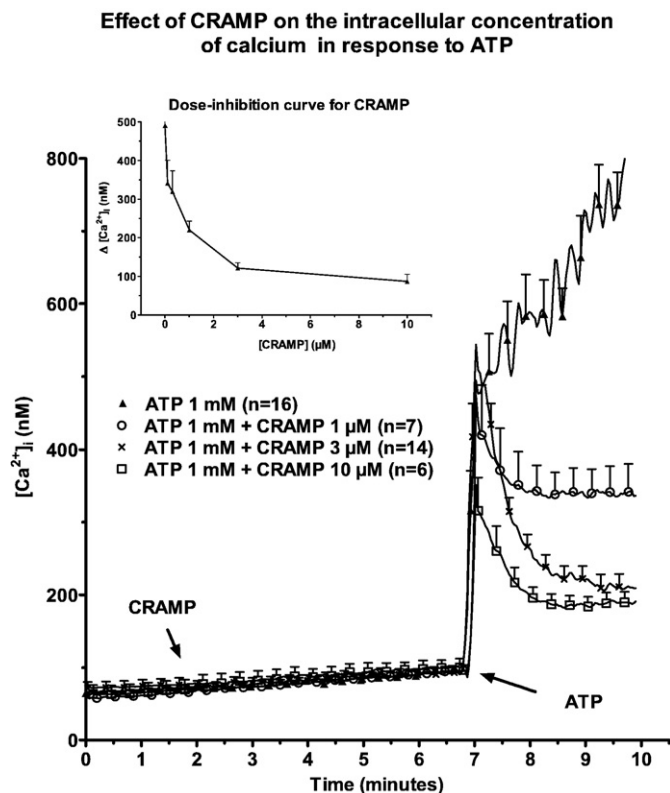 Effect of CRAMP on the intracellular concentration
of calcium in response to ATP
Dose-inhibition curve for CRAMP
500
400
300
200
100
0
Δ [Ca²⁺]ᵢ (nM)
0 2 4 6 8 10
[CRAMP] (µM)
800
600
400
200
0
[Ca²⁺]ᵢ (nM)
ATP 1 mM (n=16)
ATP 1 mM + CRAMP 1 µM (n=7)
ATP 1 mM + CRAMP 3 µM (n=14)
ATP 1 mM + CRAMP 10 µM (n=6)
CRAMP
ATP
0 1 2 3 4 5 6 7 8 9 10
Time (minutes)